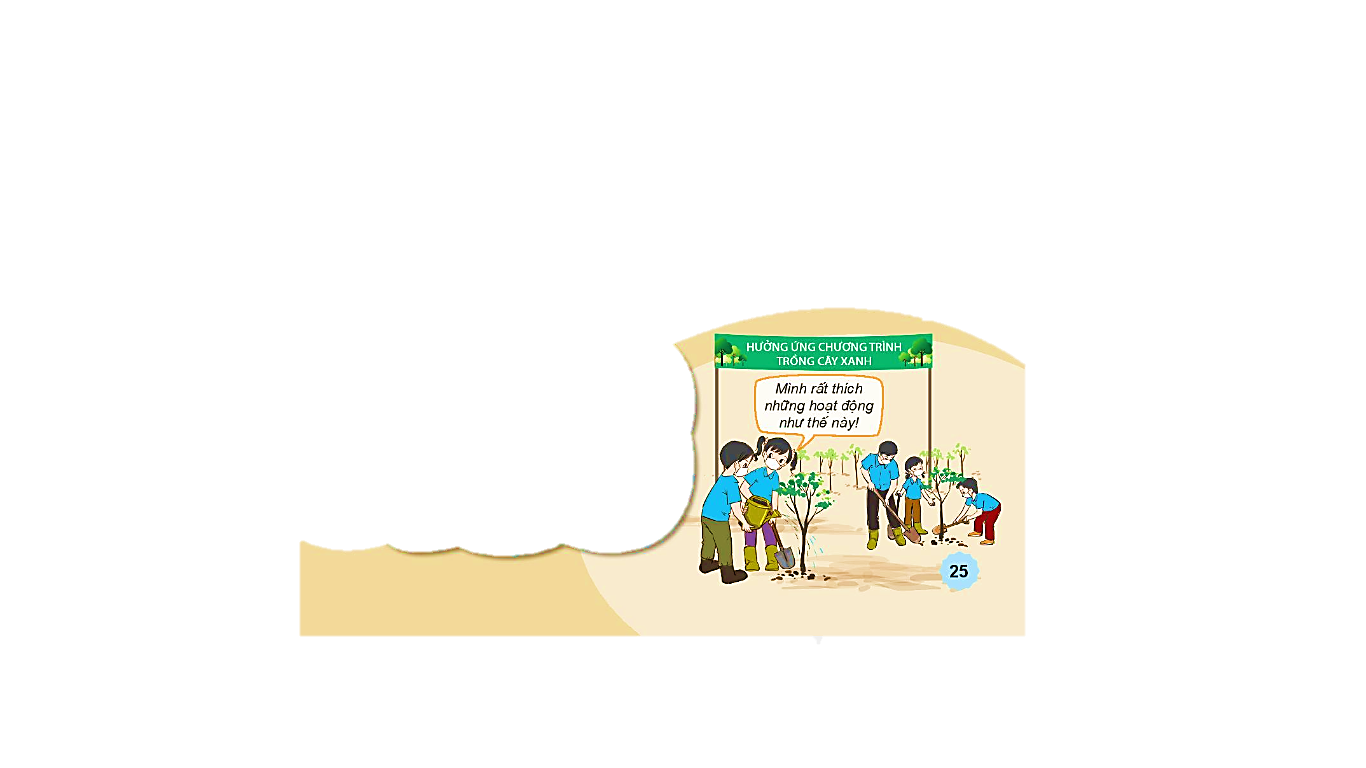 HƯỞNG ỨNG CHƯƠNG TRÌNH
TRỒNG CÂY XANH
Mình rất thích
những hoạt động
như thế này!
25